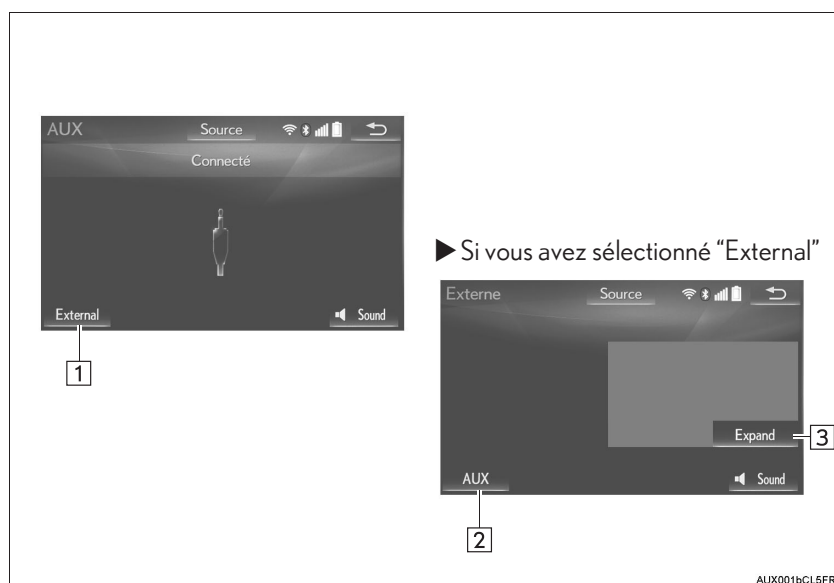 AUX Source
Connecté
External Sound
1
▶ Si vous avez sélectionné “External”
Externe Source
Expand
3
AUX Sound
2
AUX001bCL5FR